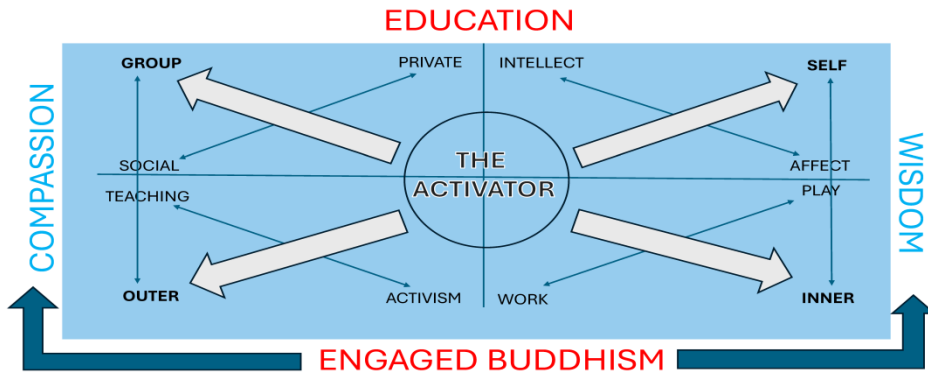 EDUCATION
GROUP
PRIVATE
INTELLECT
SELF
COMPASSION
SOCIAL
THE
ACTIVATOR
AFFECT
TEACHING
PLAY
WISDOM
OUTER
ACTIVISM
WORK
INNER
ENGAGED BUDDHISM